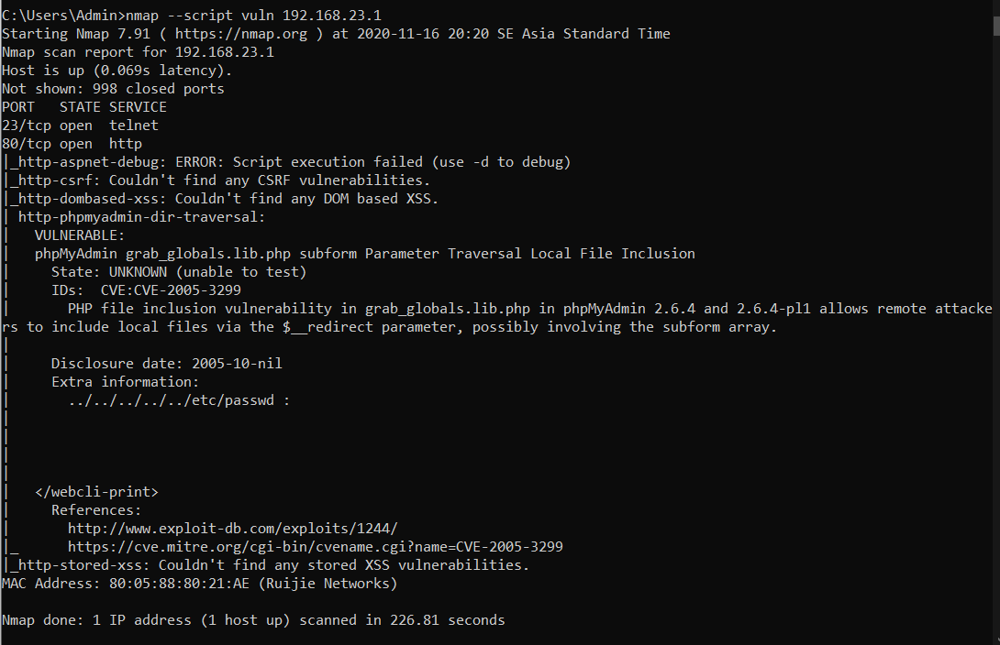 C:\Users\Admin>nmap --script vuln 192.168.23.1
Starting Nmap 7.91 ( https://nmap.org ) at 2020-11-16 20:20 SE Asia Standard Time
Nmap scan report for 192.168.23.1
Host is up (0.069s latency).
Not shown: 998 closed ports
PORT   STATE SERVICE
23/tcp open  telnet
80/tcp open  http
|_http-aspnet-debug: ERROR: Script execution failed (use -d to debug)
|_http-csrf: Couldn't find any CSRF vulnerabilities.
|_http-dombased-xss: Couldn't find any DOM based XSS.
| http-phpmyadmin-dir-traversal:
|   VULNERABLE:
|   phpMyAdmin grab_globals.lib.php subform Parameter Traversal Local File Inclusion
|     State: UNKNOWN (unable to test)
|     IDs:  CVE:CVE-2005-3299
|       PHP file inclusion vulnerability in grab_globals.lib.php in phpMyAdmin 2.6.4 and 2.6.4-pl1 allows remote attacke
rs to include local files via the $__redirect parameter, possibly involving the subform array.
|
|     Disclosure date: 2005-10-nil
|     Extra information:
|       ../../../../../etc/passwd :
|
|
|
|
|   </webcli-print>
|     References:
|       http://www.exploit-db.com/exploits/1244/
|_      https://cve.mitre.org/cgi-bin/cvename.cgi?name=CVE-2005-3299
|_http-stored-xss: Couldn't find any stored XSS vulnerabilities.
MAC Address: 80:05:88:80:21:AE (Ruijie Networks)

Nmap done: 1 IP address (1 host up) scanned in 226.81 seconds